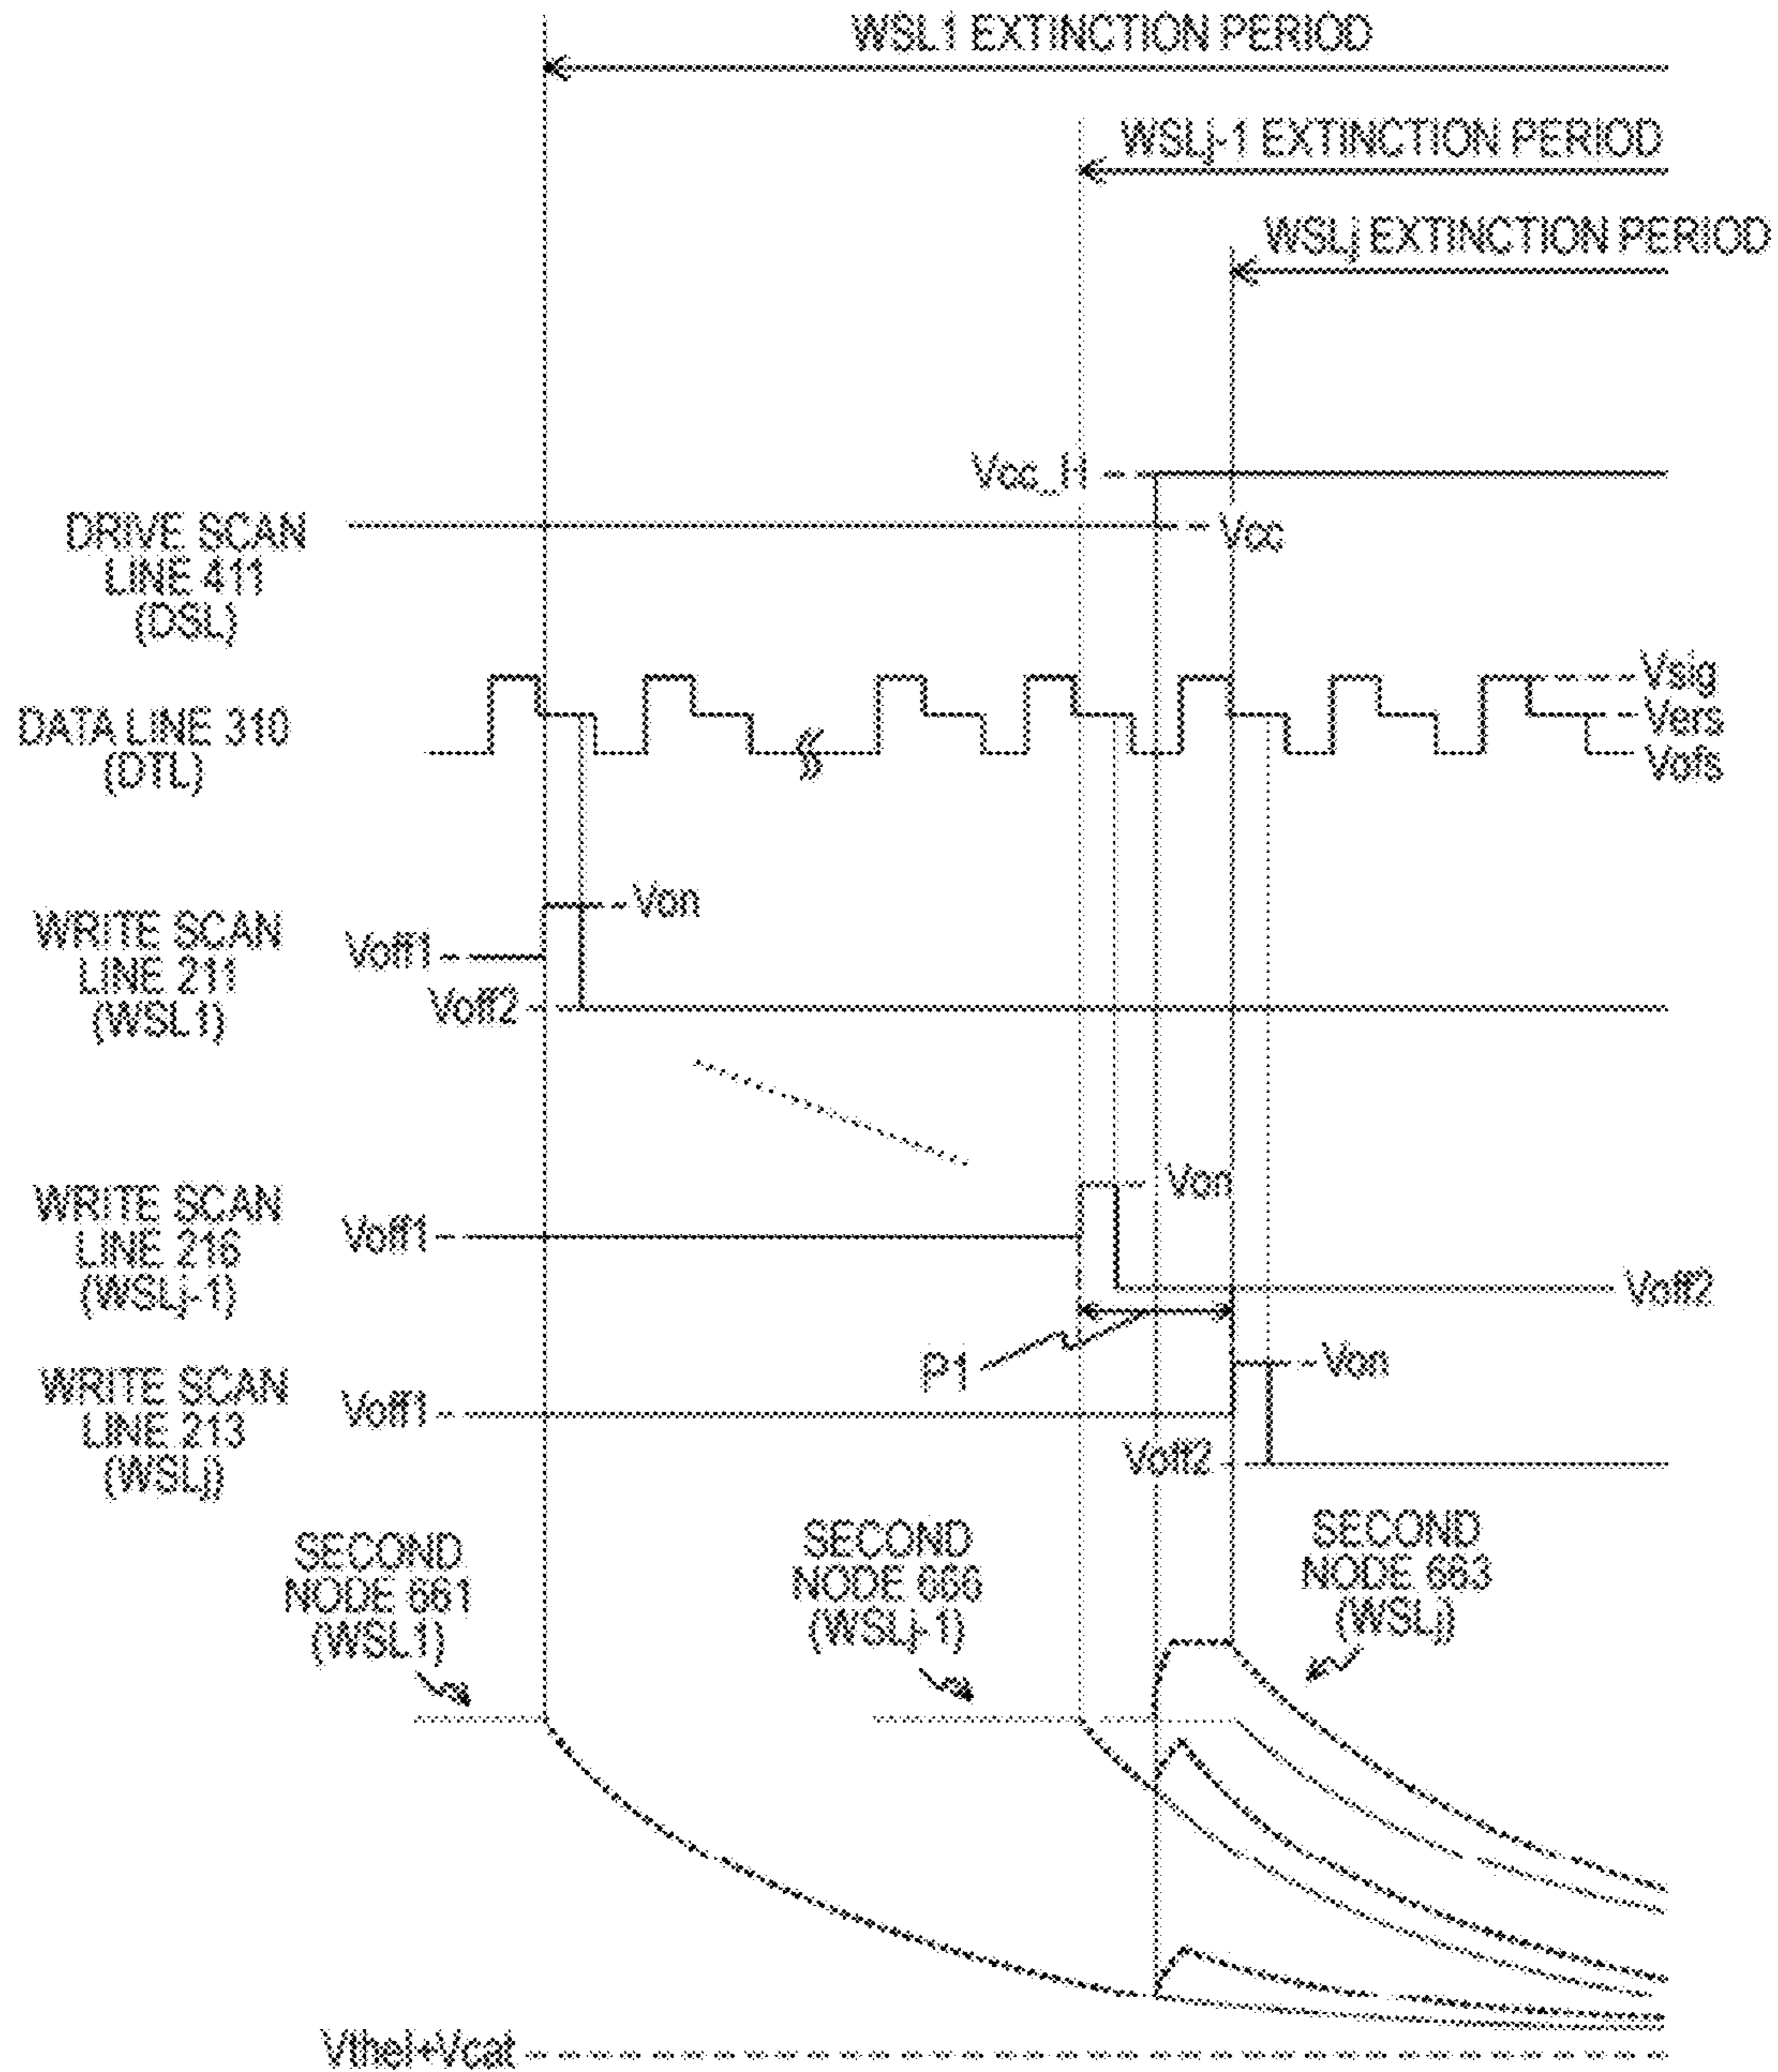 WSL1 EXTINCTION PERIOD
WSLj-1 EXTINCTION PERIOD
WSLj EXTINCTION PERIOD
Vcc_H
DRIVE SCAN
LINE 411
(DSL)
Vcc
DATA LINE 310
(DTL)
Vsig
Vers
Vofs
WRITE SCAN
LINE 211
(WSL1)
Von
Voff1
Voff2
WRITE SCAN
LINE 216
(WSLj-1)
Von
Voff1
Voff2
P1
WRITE SCAN
LINE 213
(WSLj)
Von
Voff1
Voff2
SECOND
NODE 661
(WSL1)
SECOND
NODE 666
(WSLj-1)
SECOND
NODE 663
(WSLj)
Vthel+Vcat